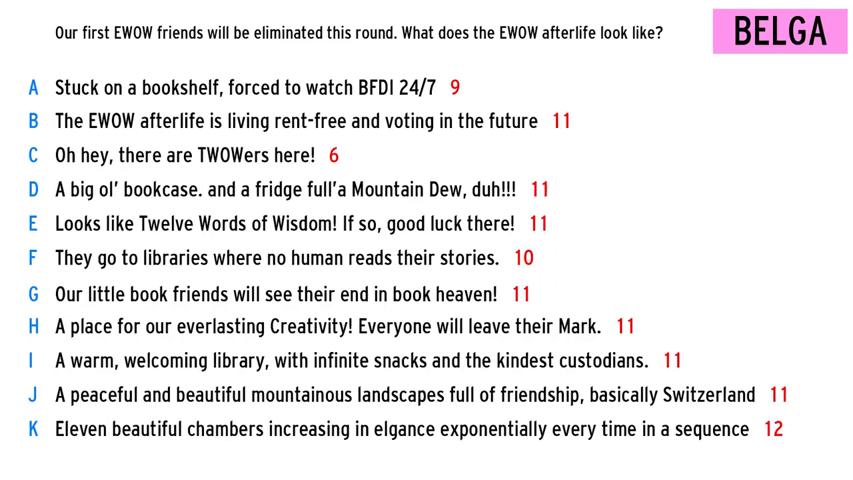 Our first EWOW friends will be eliminated this round. What does the EWOW afterlife look like?
BELGA
A Stuck on a bookshelf, forced to watch BFDI 24/7 9
B The EWOW afterlife is living rent-free and voting in the future 11
C Oh hey, there are TWOWers here! 6
D A big ol’ bookcase. and a fridge full’a Mountain Dew, duh!!! 11
E Looks like Twelve Words of Wisdom! If so, good luck there! 11
F They go to libraries where no human reads their stories. 10
G Our little book friends will see their end in book heaven! 11
H A place for our everlasting Creativity! Everyone will leave their Mark. 11
I A warm, welcoming library, with infinite snacks and the kindest custodians. 11
J A peaceful and beautiful mountainous landscapes full of friendship, basically Switzerland 11
K Eleven beautiful chambers increasing in elgance exponentially every time in a sequence 12